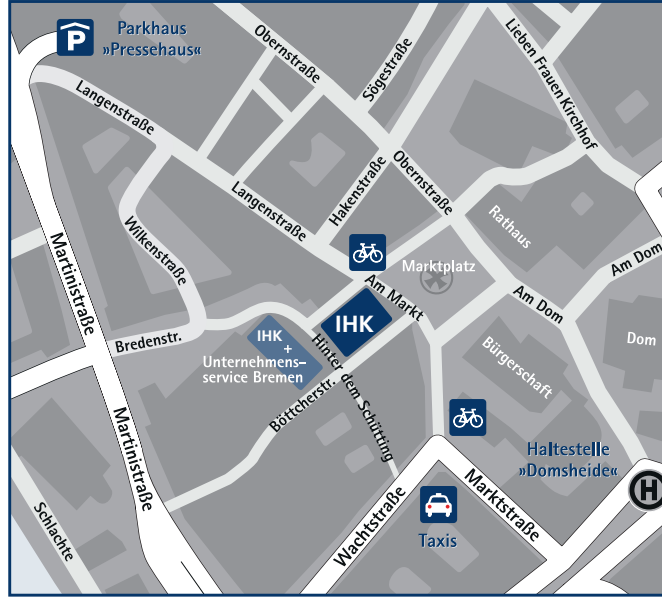 P
Parkhaus
»Pressehaus«
Obernstraße
Sögestraße
Lieben Frauen Kirchhof
Langenstraße
Obernstraße
Hakenstraße
Langenstraße
Wilkenstraße
Rathaus
Martinistraße
Marktplatz
Am Dom
Am Markt
Am Dom
IHK
Bredenstr.
IHK
+
Unternehmens-
service Bremen
Hinter dem Schütting
Bürgerschaft
Dom
Böttcherstr.
Martinistraße
Haltestelle
»Domsheide«
H
Marktstraße
Wachtstraße
Schlachte
Taxis